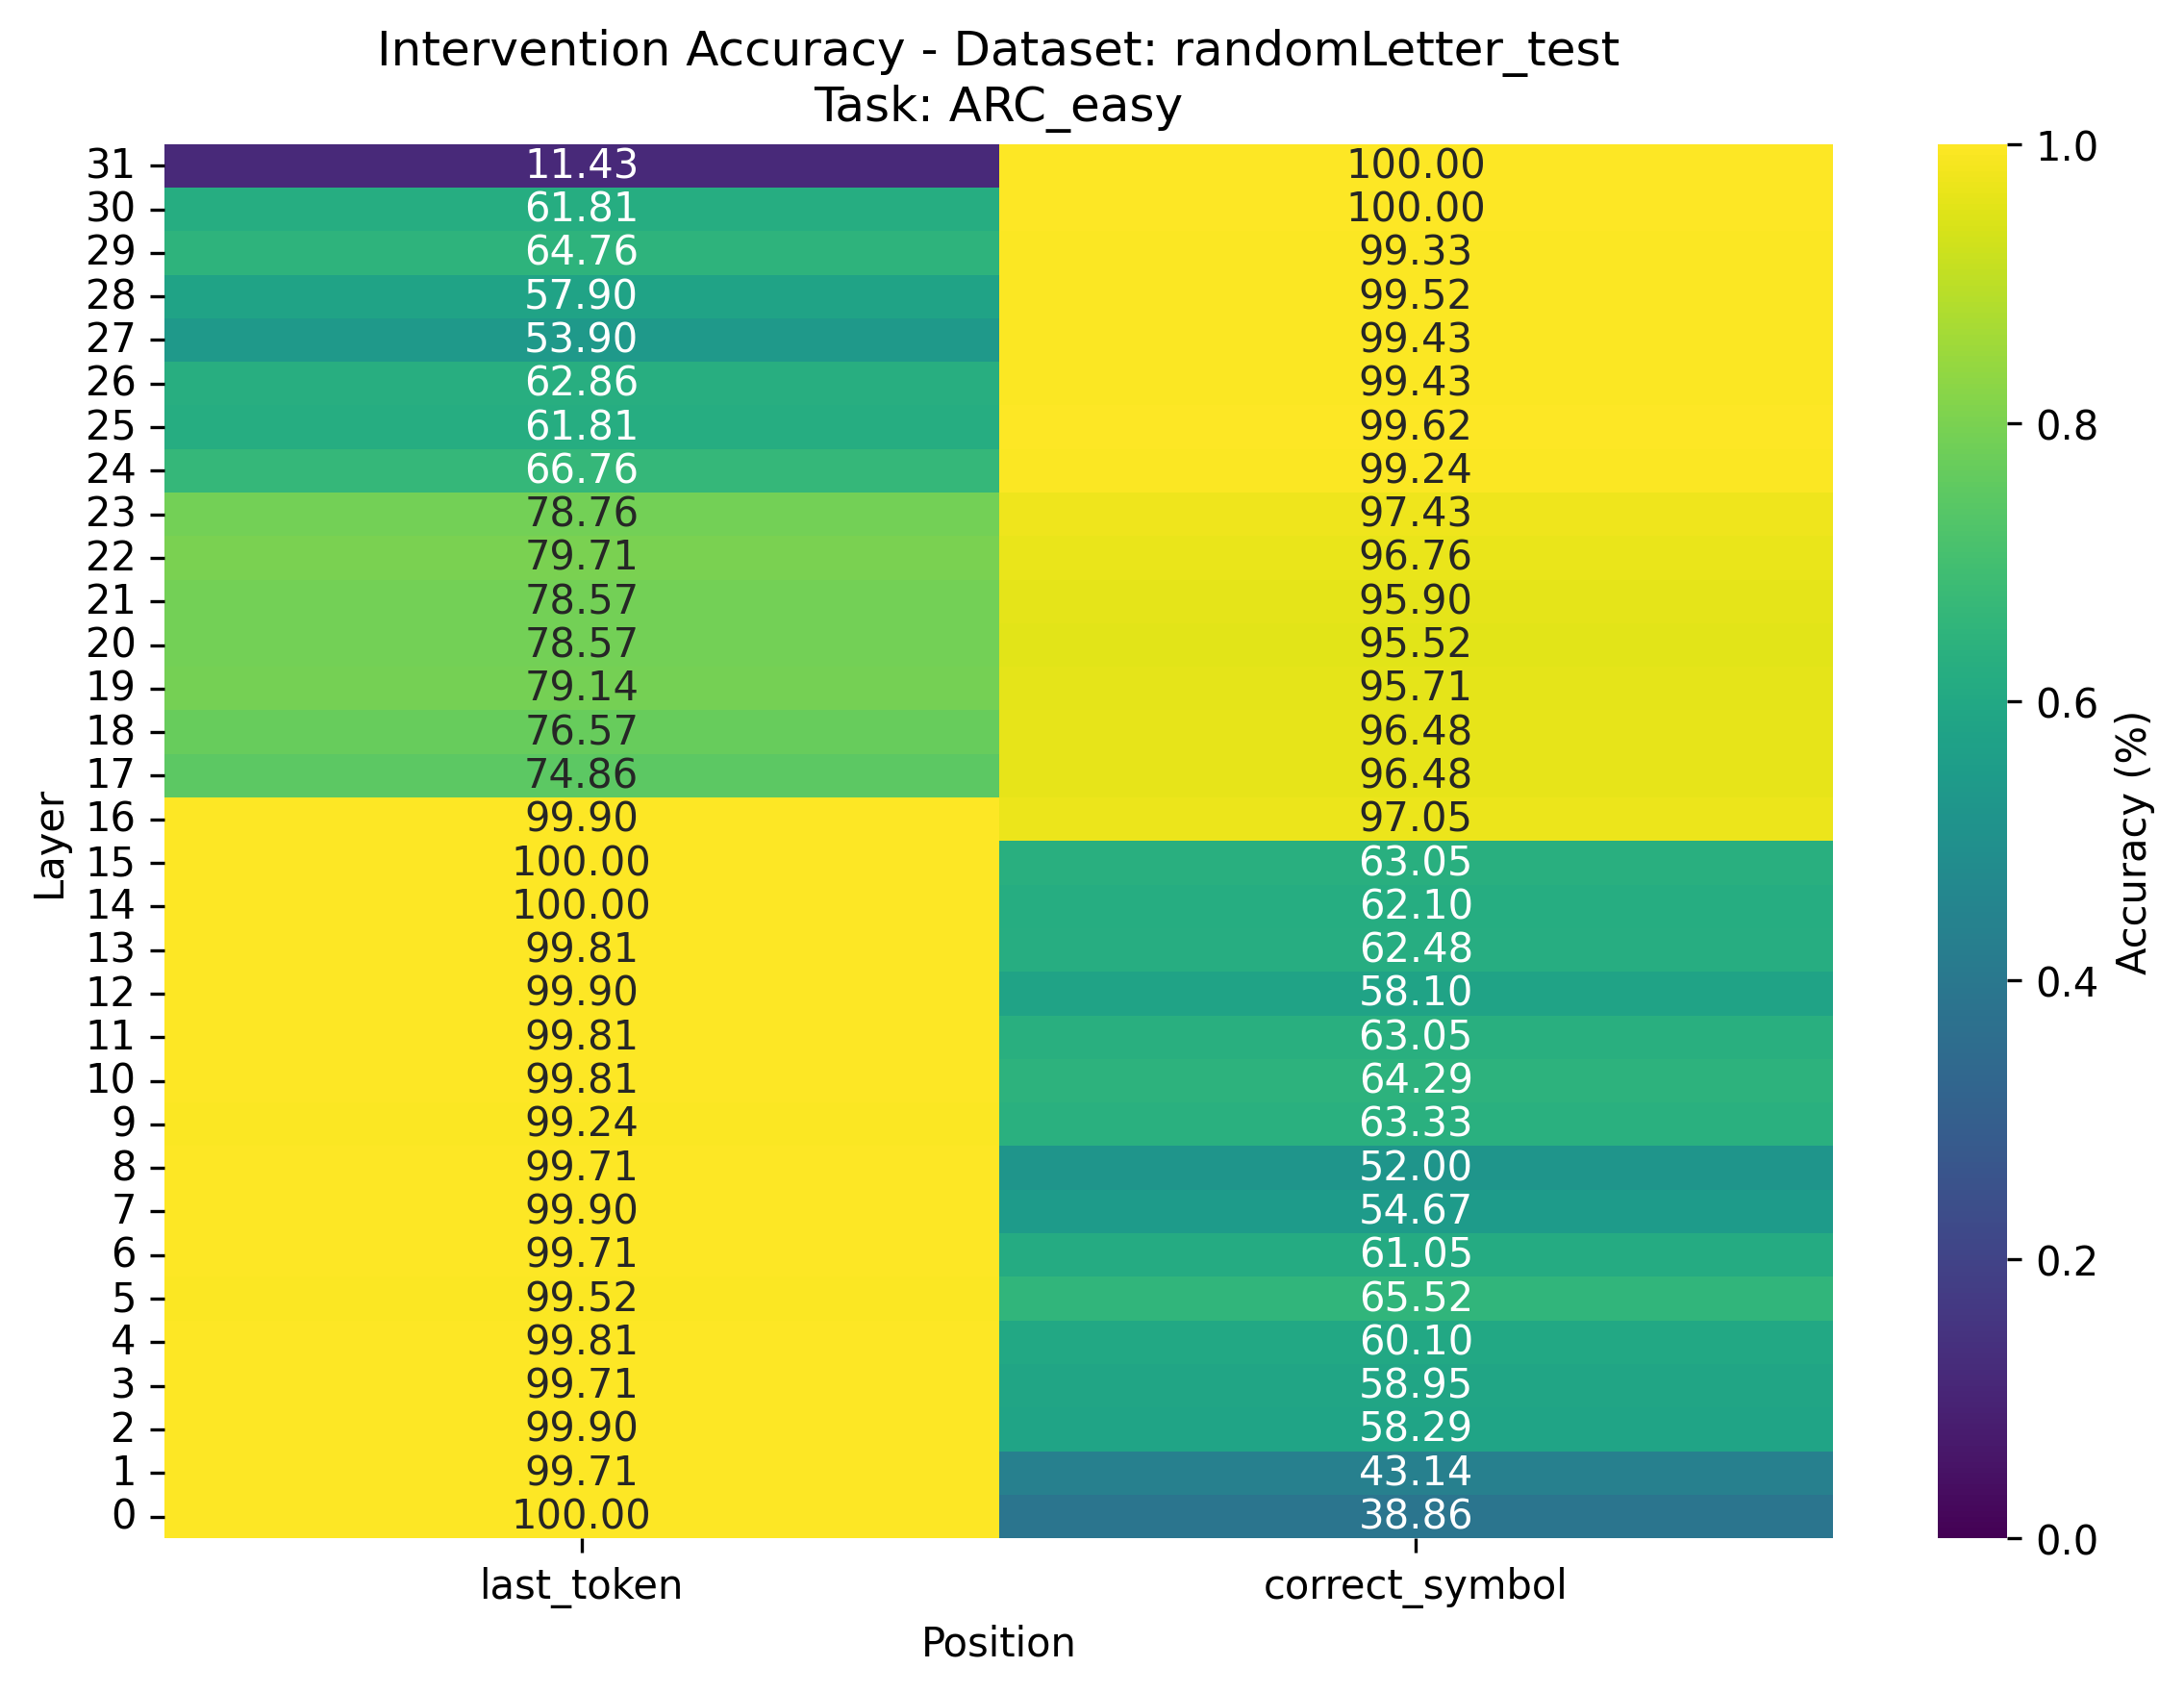 Intervention Accuracy - Dataset: randomLetter_test
Task: ARC_easy
31 11.43 100.00
30 61.81 100.00
29 64.76 99.33
28 57.90 99.52
27 53.90 99.43
26 62.86 99.43
25 61.81 99.62
24 66.76 99.24
23 78.76 97.43
22 79.71 96.76
21 78.57 95.90
20 78.57 95.52
19 79.14 95.71
18 76.57 96.48
17 74.86 96.48
16 99.90 97.05
15 100.00 63.05
14 100.00 62.10
13 99.81 62.48
12 99.90 58.10
11 99.81 63.05
10 99.81 64.29
9 99.24 63.33
8 99.71 52.00
7 99.90 54.67
6 99.71 61.05
5 99.52 65.52
4 99.81 60.10
3 99.71 58.95
2 99.90 58.29
1 99.71 43.14
0 100.00 38.86
last_token correct_symbol
Position
Layer
1.0
0.8
0.6
0.4
0.2
0.0
Accuracy (%)